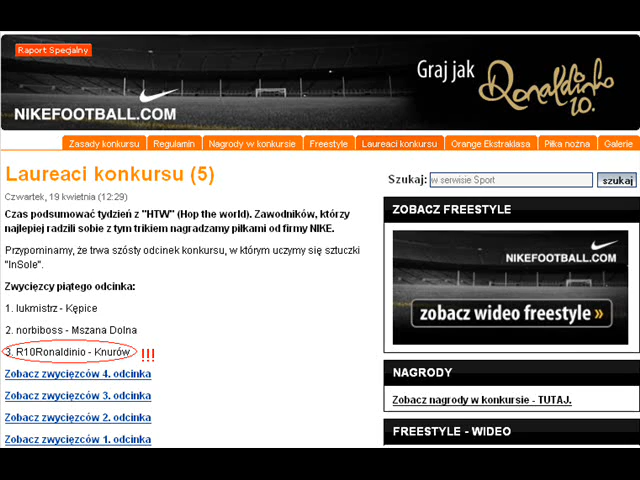 Raport Specjalny
Graj jak
Ronaldinho
10.
NIKEFOOTBALL.COM
Zasady konkursu
Regulamin
Nagrody w konkursie
Freestyle
Laureaci konkursu
Orange Ekstraklasa
Piłka nożna
Galerie
Laureaci konkursu (5)
Czwartek, 19 kwietnia (12:29)
Czas podsumować tydzień z "HTW" (Hop the world). Zawodników, którzy
najlepiej radzili sobie z tym trikiem nagradzamy piłkami od firmy NIKE.
Przypominamy, że trwa szósty odcinek konkursu, w którym uczymy się sztuczki
"InSole".
Zwycięzcy piątego odcinka:
1. lukmistrz - Kępice
2. norbiboss - Mszana Dolna
3. R10Ronaldinio - Knurów !!!
Zobacz zwycięzców 4. odcinka
Zobacz zwycięzców 3. odcinka
Zobacz zwycięzców 2. odcinka
Zobacz zwycięzców 1. odcinka
Szukaj: w serwisie Sport szukaj
ZOBACZ FREESTYLE
NIKEFOOTBALL.COM
zobacz wideo freestyle »
NAGRODY
Zobacz nagrody w konkursie - TUTAJ.
FREESTYLE - WIDEO